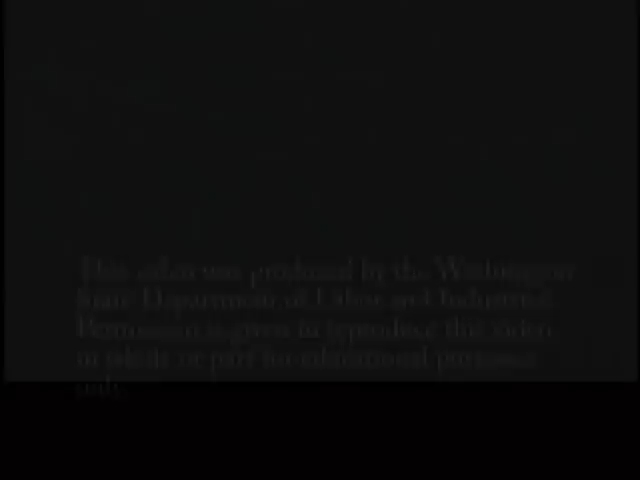 This video was produced by the Washington
State Department of Labor and Industries.
Permission is given to reproduce this video
in whole or part for educational purposes
only.